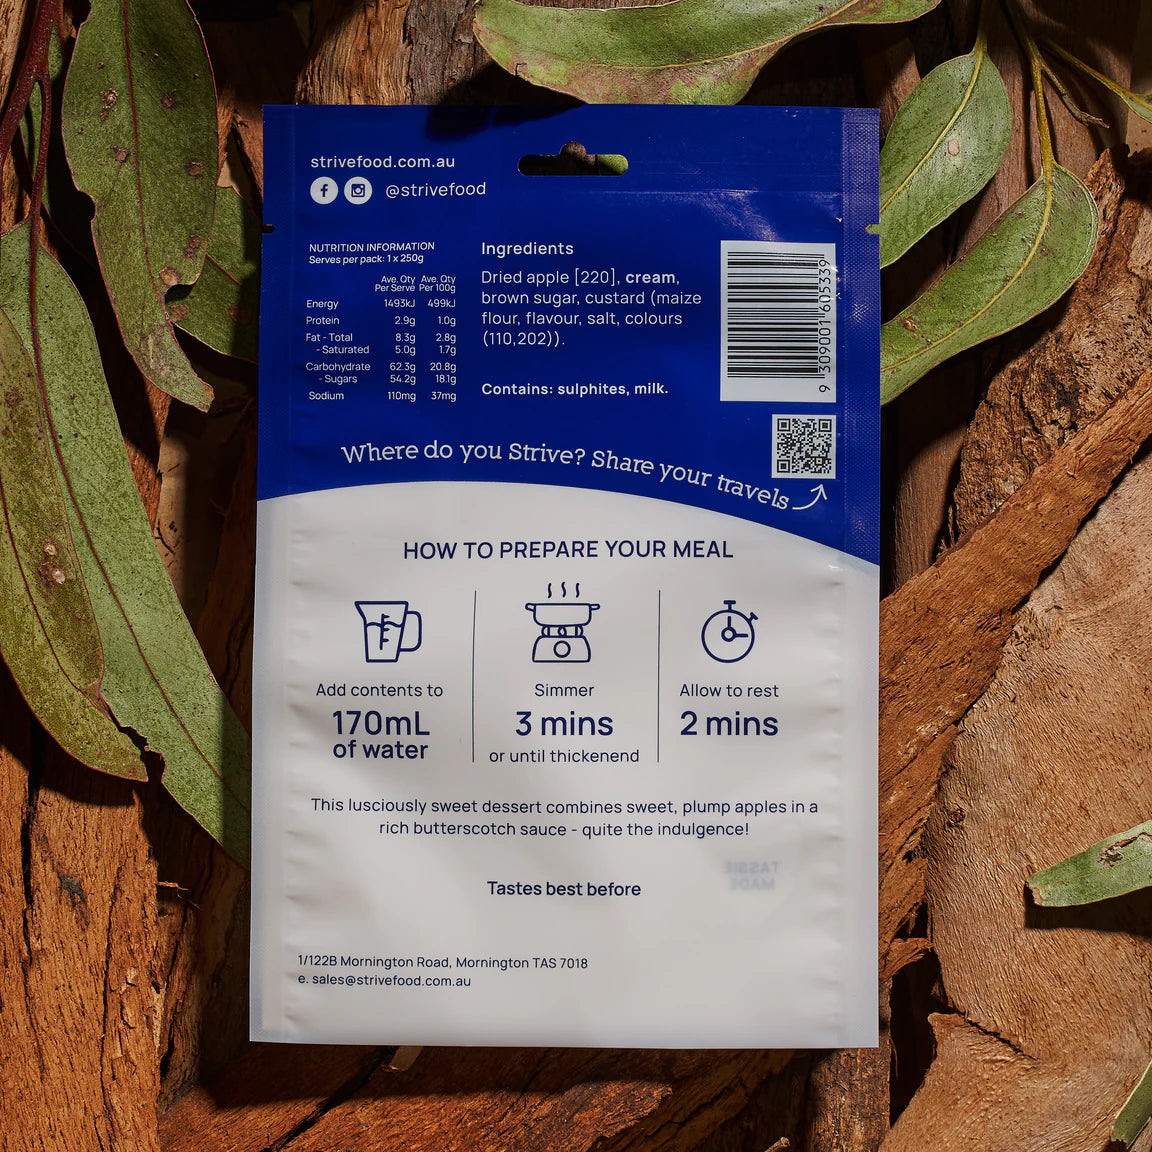 strivefood.com.au
@strivefood
NUTRITION INFORMATION
Serves per pack: 1 x 250g
Ave. Qty Ave. Qty
Per Serve Per 100g
Energy 1493kJ 499kJ
Protein 2.9g 1.0g
Fat - Total 8.3g 2.8g
- Saturated 5.0g 1.7g
Carbohydrate 62.3g 20.8g
- Sugars 54.2g 18.1g
Sodium 110mg 37mg
Ingredients
Dried apple [220], cream,
brown sugar, custard (maize
flour, flavour, salt, colours
(110,202)).
Contains: sulphites, milk.
9 309001 605339
Where do you Strive? Share your travels
HOW TO PREPARE YOUR MEAL
Add contents to
170mL
of water
Simmer
3 mins
or until thickenend
Allow to rest
2 mins
This lusciously sweet dessert combines sweet, plump apples in a
rich butterscotch sauce - quite the indulgence!
TASSIE
MADE
Tastes best before
1/122B Mornington Road, Mornington TAS 7018
e. sales@strivefood.com.au